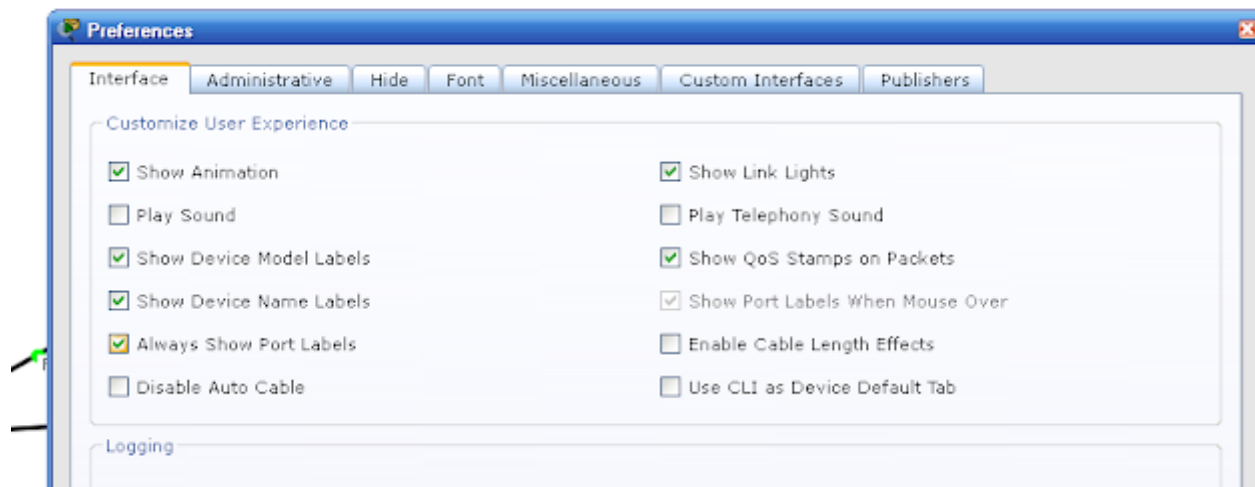 Preferences
Interface Administrative Hide Font Miscellaneous Custom Interfaces Publishers
Customize User Experience
Show Animation Show Link Lights
Play Sound Play Telephony Sound
Show Device Model Labels Show QoS Stamps on Packets
Show Device Name Labels Show Port Labels When Mouse Over
Always Show Port Labels Enable Cable Length Effects
Disable Auto Cable Use CLI as Device Default Tab
Logging